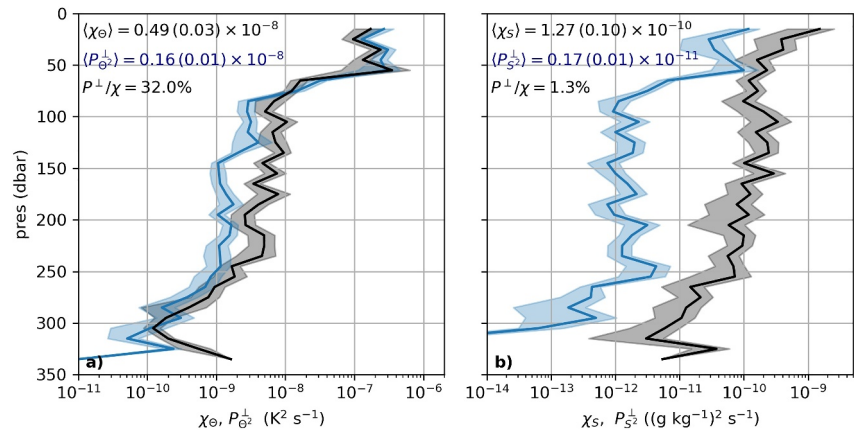 ⟨χ_Θ⟩ = 0.49 (0.03) × 10⁻⁸
⟨P^⊥_Θ²⟩ = 0.16 (0.01) × 10⁻⁸
P^⊥/χ = 32.0%
0
50
100
150
200
250
300
350
pres (dbar)
a)
10⁻¹¹ 10⁻¹⁰ 10⁻⁹ 10⁻⁸ 10⁻⁷ 10⁻⁶
χ_Θ, P^⊥_Θ² (K² s⁻¹)
⟨χ_S⟩ = 1.27 (0.10) × 10⁻¹⁰
⟨P^⊥_S²⟩ = 0.17 (0.01) × 10⁻¹¹
P^⊥/χ = 1.3%
b)
10⁻¹⁴ 10⁻¹³ 10⁻¹² 10⁻¹¹ 10⁻¹⁰ 10⁻⁹
χ_S, P^⊥_S² ((g kg⁻¹)² s⁻¹)